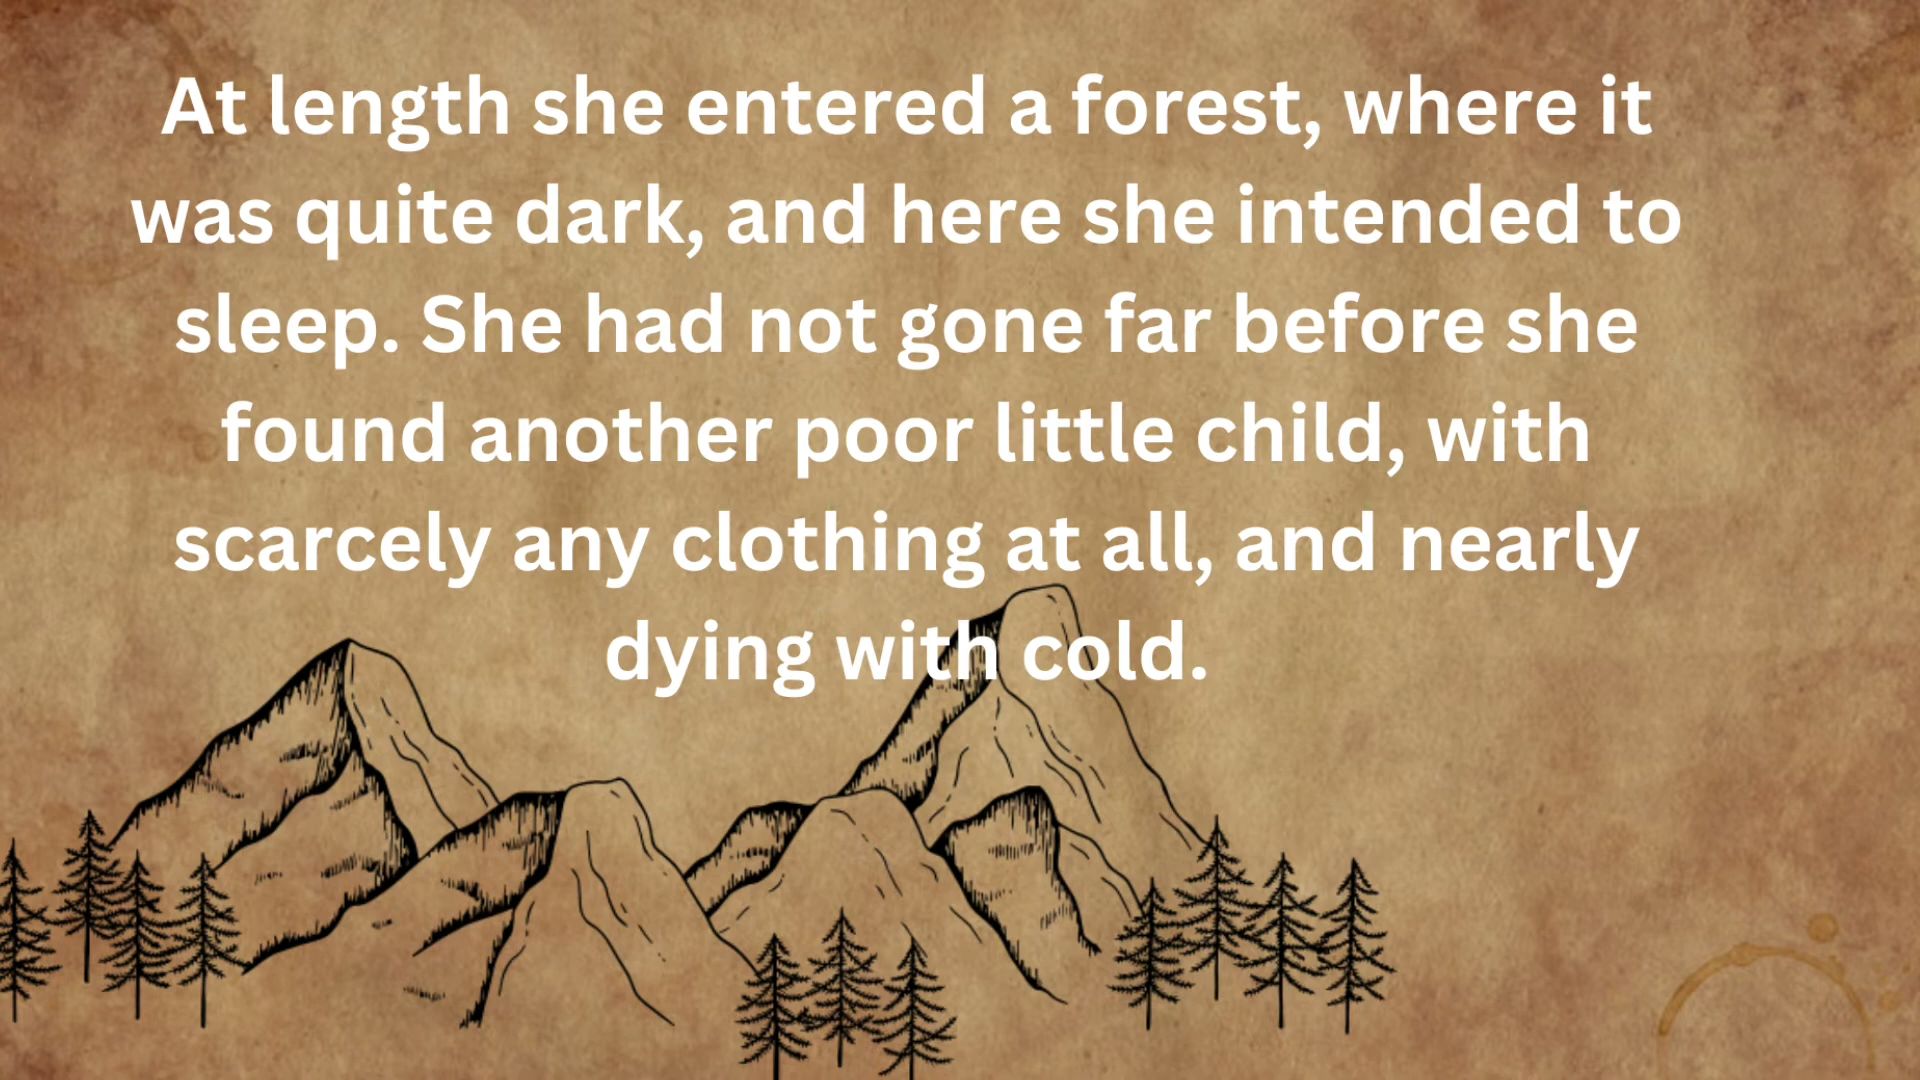 At length she entered a forest, where it
was quite dark, and here she intended to
sleep. She had not gone far before she
found another poor little child, with
scarcely any clothing at all, and nearly
dying with cold.